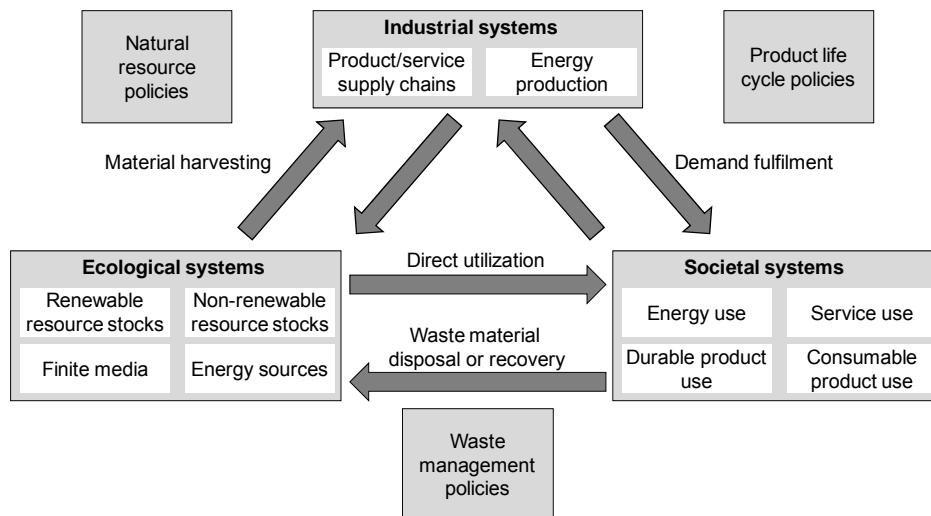 Natural
resource
policies
Industrial systems
Product/service
supply chains
Energy
production
Product life
cycle policies
Material harvesting
Demand fulfilment
Ecological systems
Renewable
resource stocks
Non-renewable
resource stocks
Finite media
Energy sources
Direct utilization
Waste material
disposal or recovery
Societal systems
Energy use
Service use
Durable product
use
Consumable
product use
Waste
management
policies